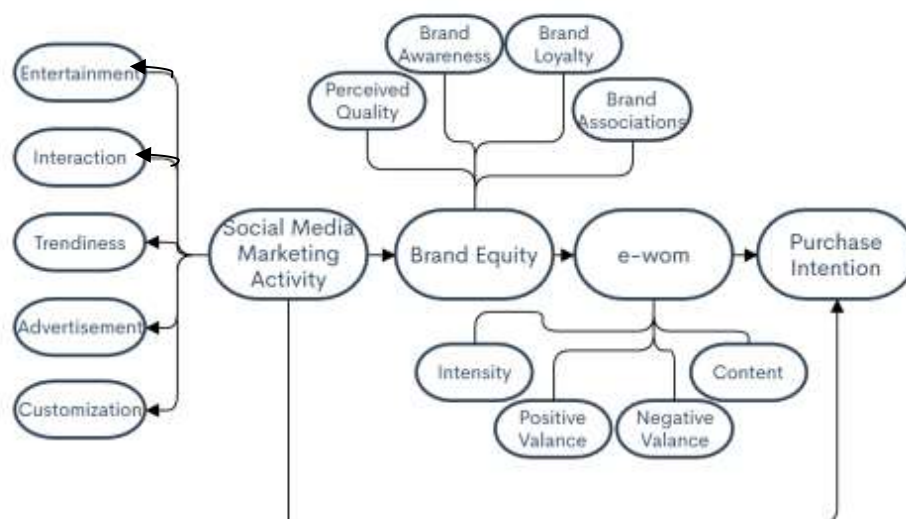 Brand
Awareness
Brand
Loyalty
Entertainment
Perceived
Quality
Brand
Associations
Interaction
Trendiness
Social Media
Marketing
Activity
Brand Equity
e-wom
Purchase
Intention
Advertisement
Intensity
Content
Customization
Positive
Valance
Negative
Valance